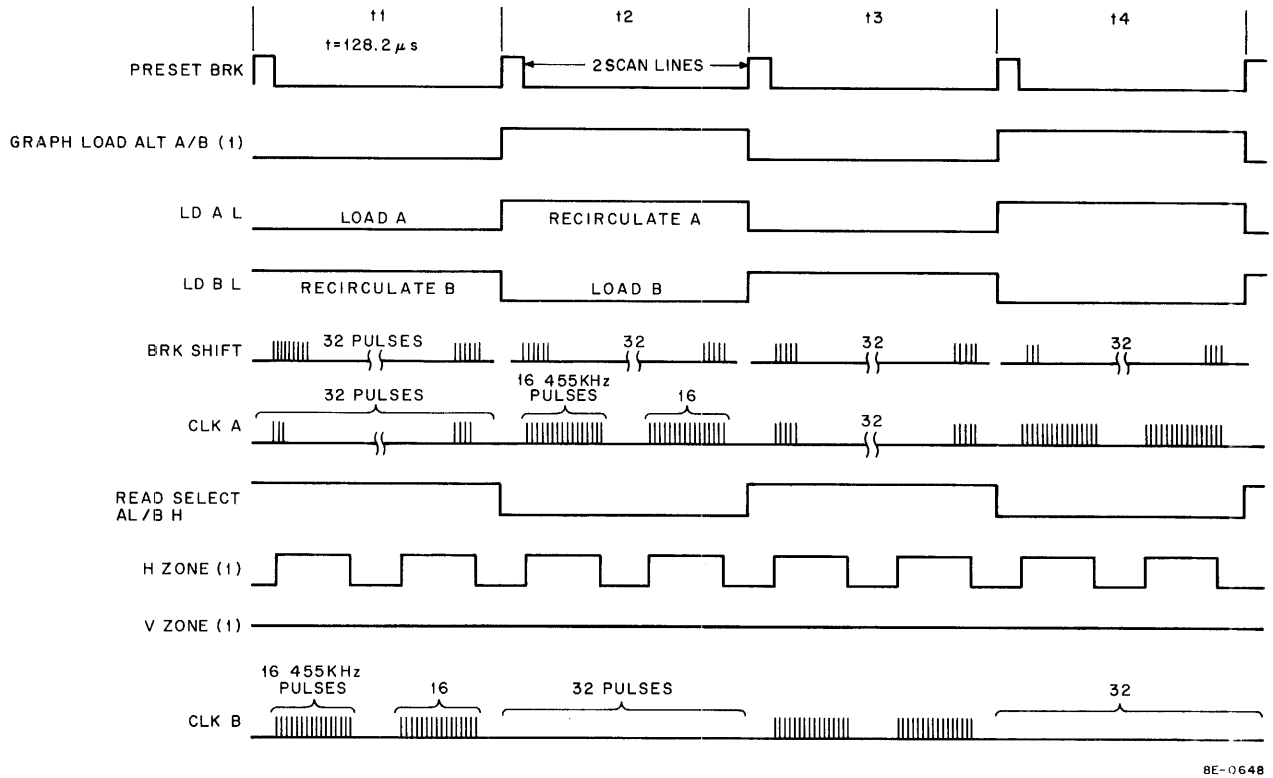 t1 t2 t3 t4
t=128.2 μs
PRESET BRK
2 SCAN LINES
GRAPH LOAD ALT A/B (1)
LD A L
LOAD A
RECIRCULATE A
LD B L
RECIRCULATE B
LOAD B
BRK SHIFT
32 PULSES
32
32
32
CLK A
32 PULSES
16 455KHz
PULSES
16
32
READ SELECT
AL/B H
H ZONE (1)
V ZONE (1)
CLK B
16 455KHz
PULSES
16
32 PULSES
32
8E-0648